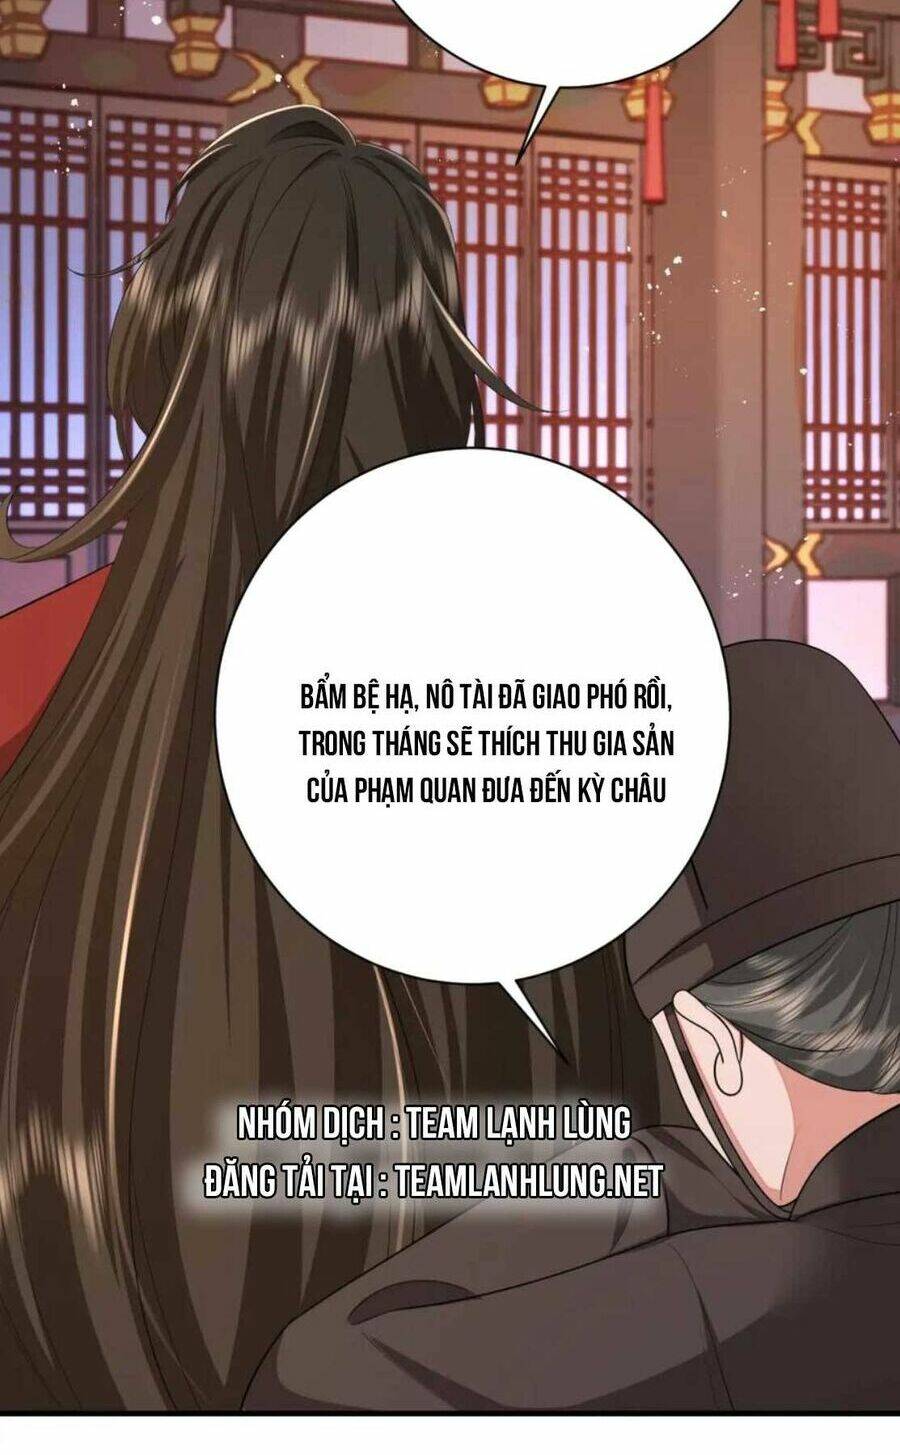 BẨM BỆ HẠ, NÔ TÀI ĐÃ GIAO PHÓ RỒI,
TRONG THÁNG SẼ THÍCH THU GIA SẢN
CỦA PHẠM QUAN ĐƯA ĐẾN KỲ CHÂU
NHÓM DỊCH : TEAM LẠNH LÙNG
ĐĂNG TẢI TẠI : TEAMLANHLUNG.NET